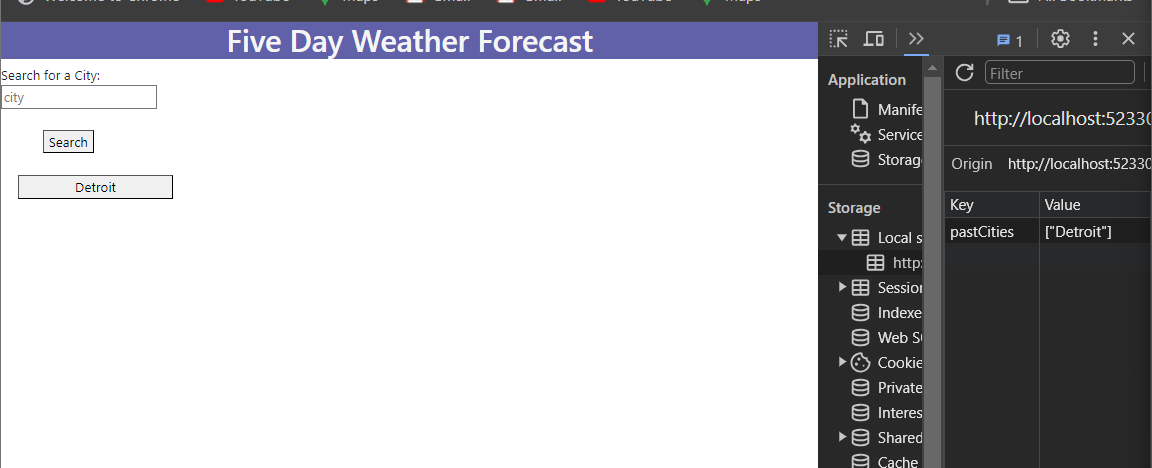 Five Day Weather Forecast
Search for a City:
city
Search
Detroit
1
Application
Manife
Service
Storag
Storage
Local s
http:
Session
Indexe
Web S
Cookie
Private
Interes
Shared
Cache
Filter
http://localhost:52330
Origin http://localhost:52330
Key Value
pastCities ["Detroit"]